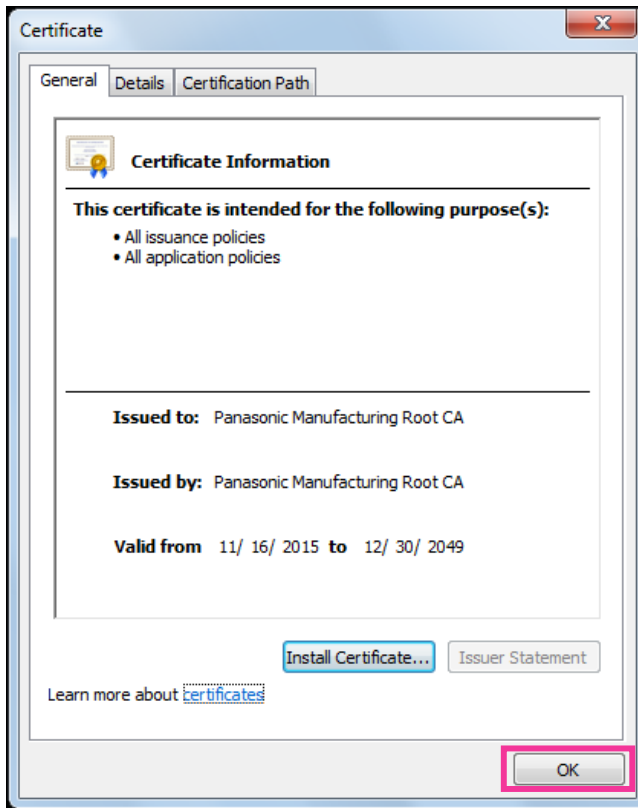 Certificate
General Details Certification Path
Certificate Information
This certificate is intended for the following purpose(s):
• All issuance policies
• All application policies
Issued to: Panasonic Manufacturing Root CA
Issued by: Panasonic Manufacturing Root CA
Valid from 11/ 16/ 2015 to 12/ 30/ 2049
Install Certificate... Issuer Statement
Learn more about certificates
OK